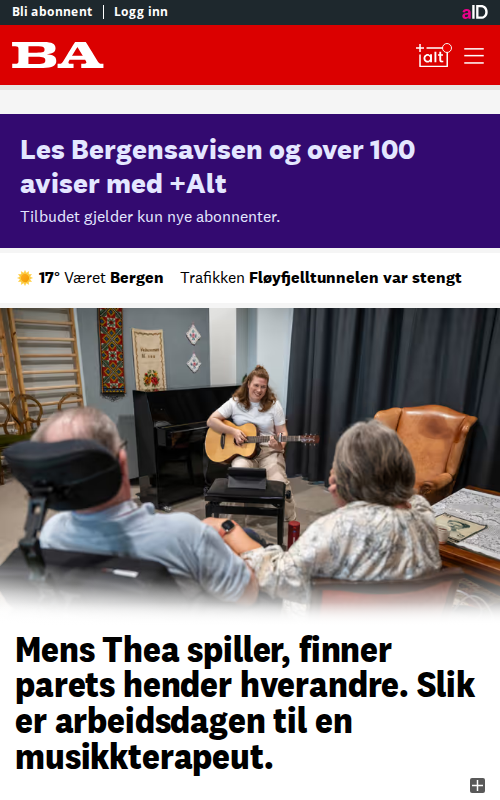 Bli abonnent Logg inn aID
BA +alt
Les Bergensavisen og over 100
aviser med +Alt
Tilbudet gjelder kun nye abonnenter.
17° Været Bergen Trafikken Fløyfjelltunnelen var stengt
Mens Thea spiller, finner
parets hender hverandre. Slik
er arbeidsdagen til en
musikkterapeut.